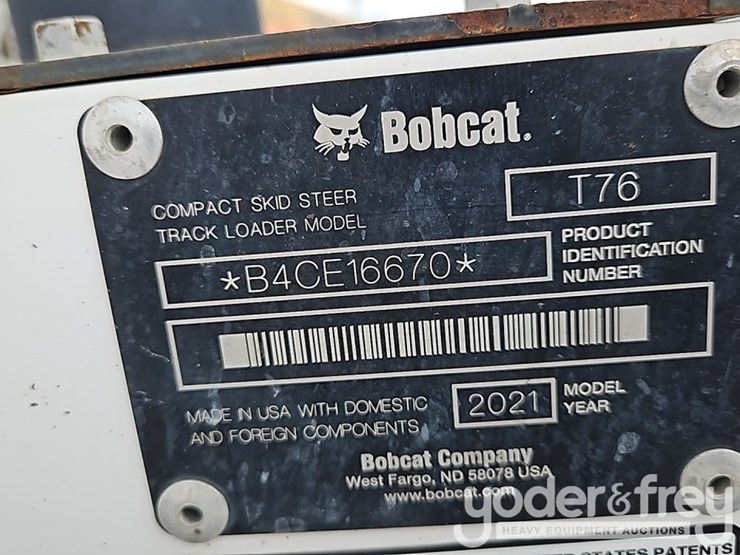 Bobcat.
COMPACT SKID STEER
TRACK LOADER MODEL
T76
*B4CE16670*
PRODUCT
IDENTIFICATION
NUMBER
MADE IN USA WITH DOMESTIC
AND FOREIGN COMPONENTS
2021
MODEL
YEAR
Bobcat Company
West Fargo, ND 58078 USA
www.bobcat.com
yoder&frey
HEAVY EQUIPMENT AUCTIONS
STATES PATENTS